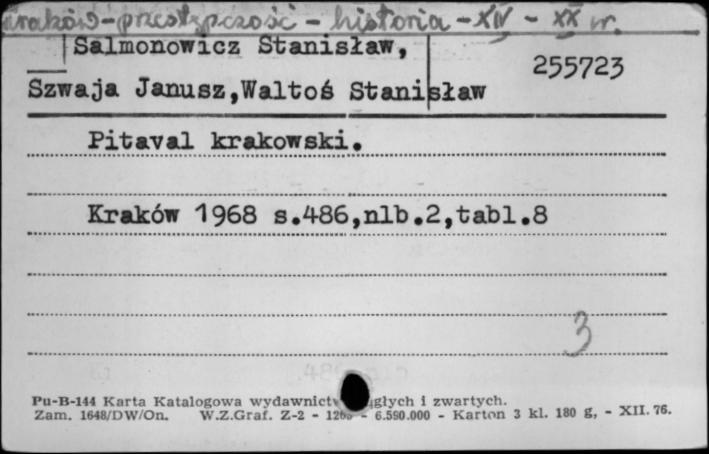 Kraków - przestępczość - historia - XIV - XX w.
Salmonowicz Stanisław,
255723
Szwaja Janusz,Waltoś Stanisław
Pitaval krakowski.
Kraków 1968 s.486,nlb.2,tabl.8
3
Pu-B-144 Karta Katalogowa wydawnictw głych i zwartych.
Zam. 1648/DW/On. W.Z.Graf. Z-2 - - 6.590.000 - Karton 3 kl. 180 g, - XII. 76.